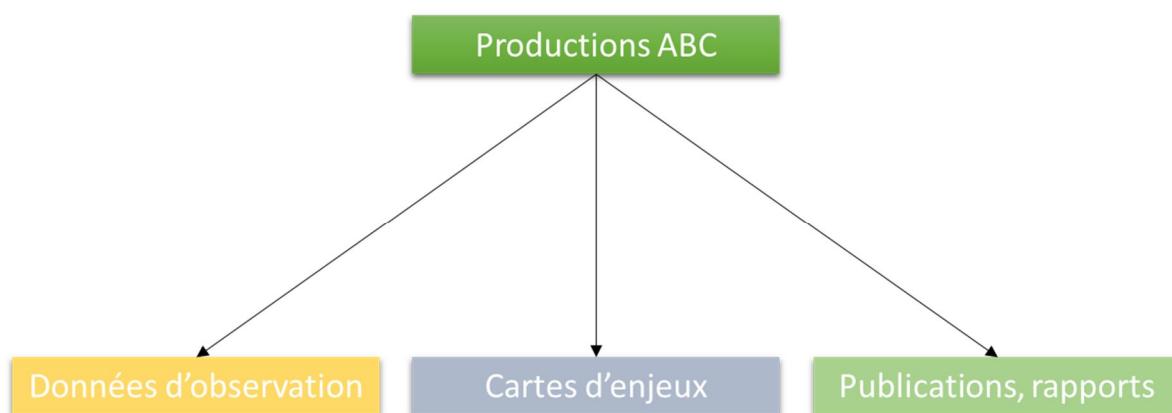 Productions ABC
Données d’observation
Cartes d’enjeux
Publications, rapports